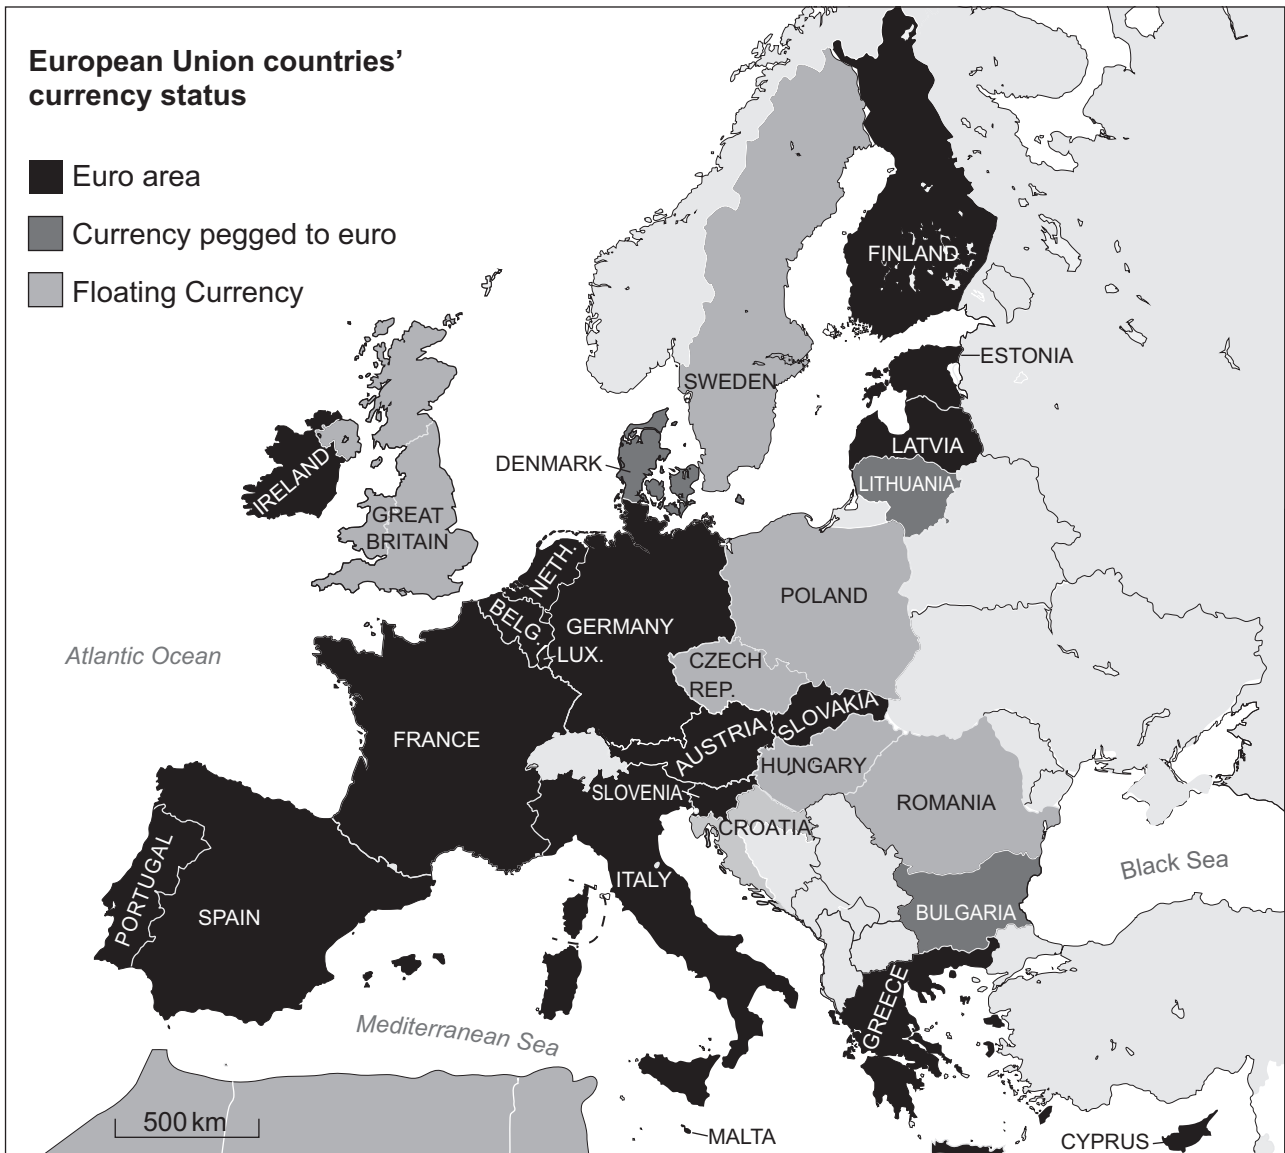 European Union countries’
currency status
Euro area
Currency pegged to euro
Floating Currency
FINLAND
ESTONIA
SWEDEN
LATVIA
DENMARK
LITHUANIA
IRELAND
GREAT
BRITAIN
NETH.
POLAND
BELG.
GERMANY
LUX.
Atlantic Ocean
CZECH
REP.
SLOVAKIA
AUSTRIA
FRANCE
HUNGARY
SLOVENIA
ROMANIA
CROATIA
Black Sea
PORTUGAL
ITALY
SPAIN
BULGARIA
GREECE
Mediterranean Sea
500 km
MALTA
CYPRUS